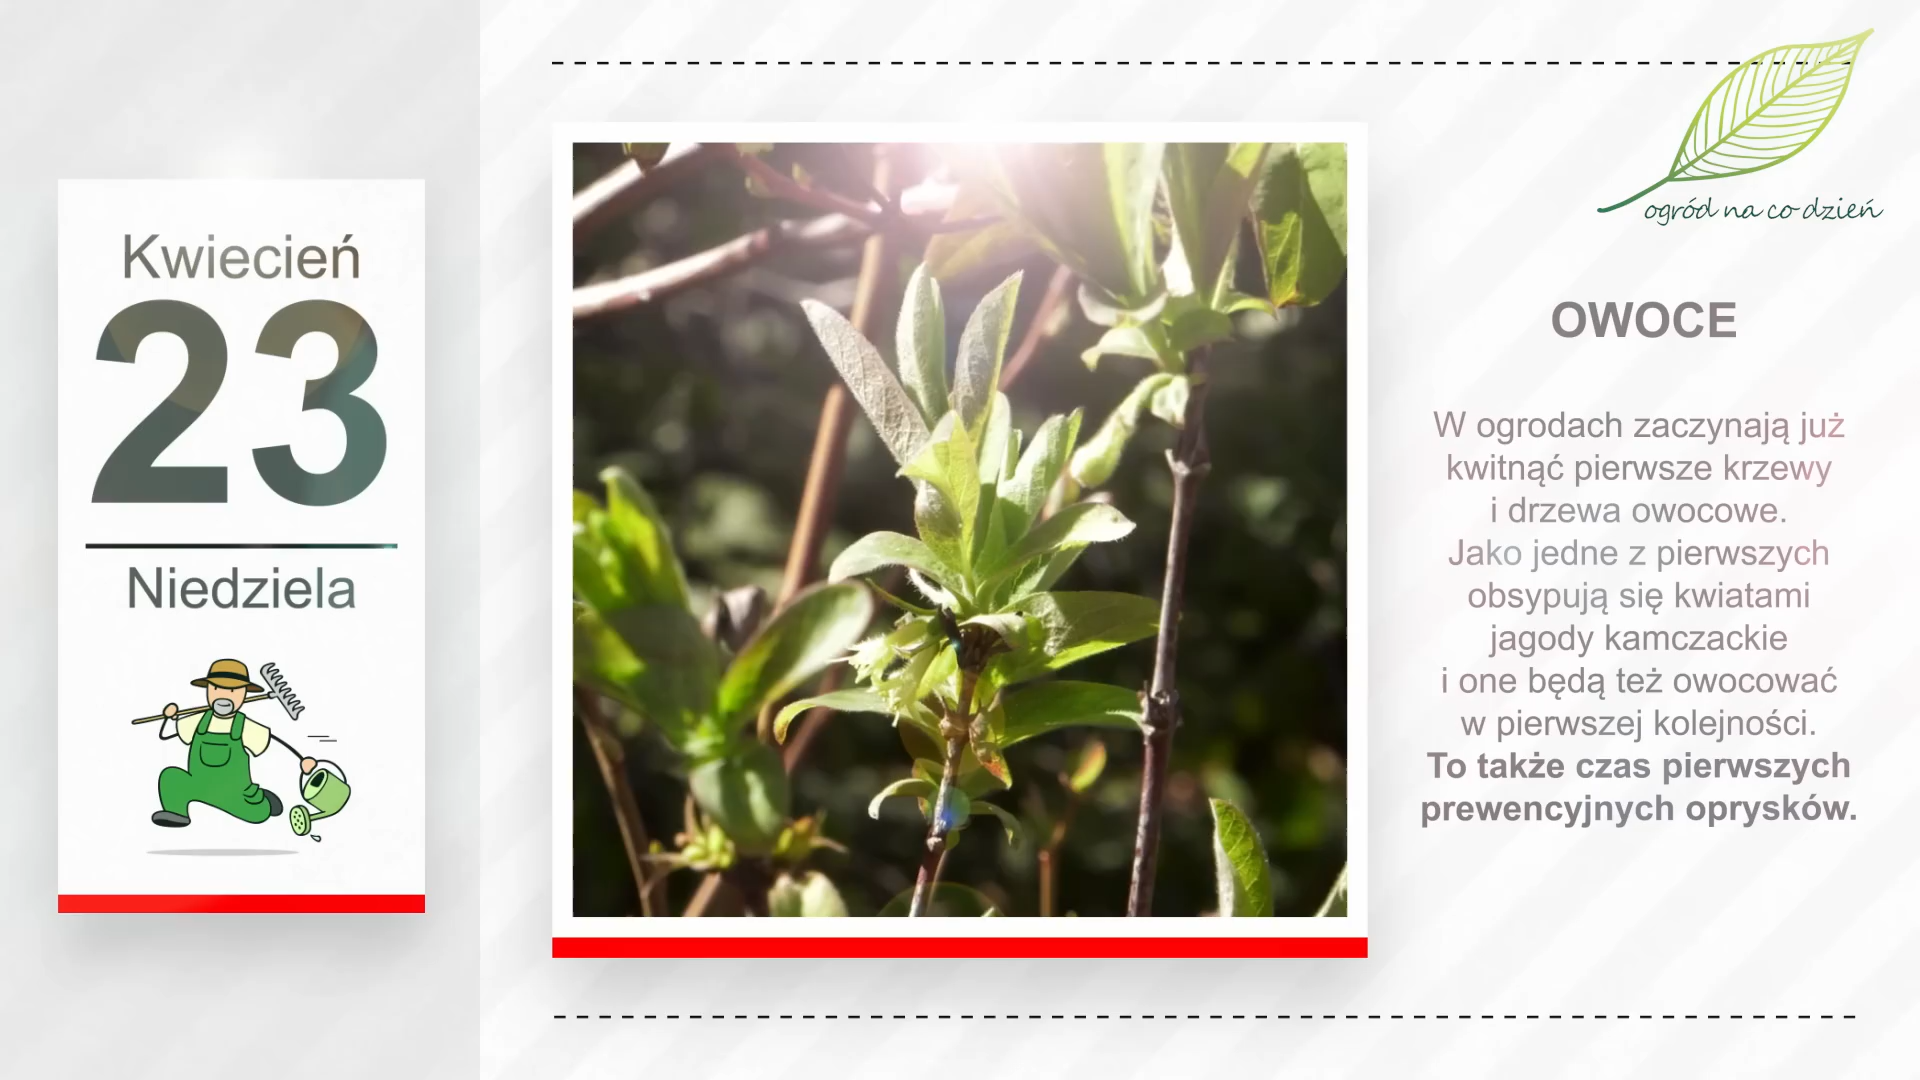 Kwiecień
23
Niedziela
ogród na co dzień
OWOCE
W ogrodach zaczynają już
kwitnąć pierwsze krzewy
i drzewa owocowe.
Jako jedne z pierwszych
obsypują się kwiatami
jagody kamczackie
i one będą też owocować
w pierwszej kolejności.
To także czas pierwszych
prewencyjnych oprysków.